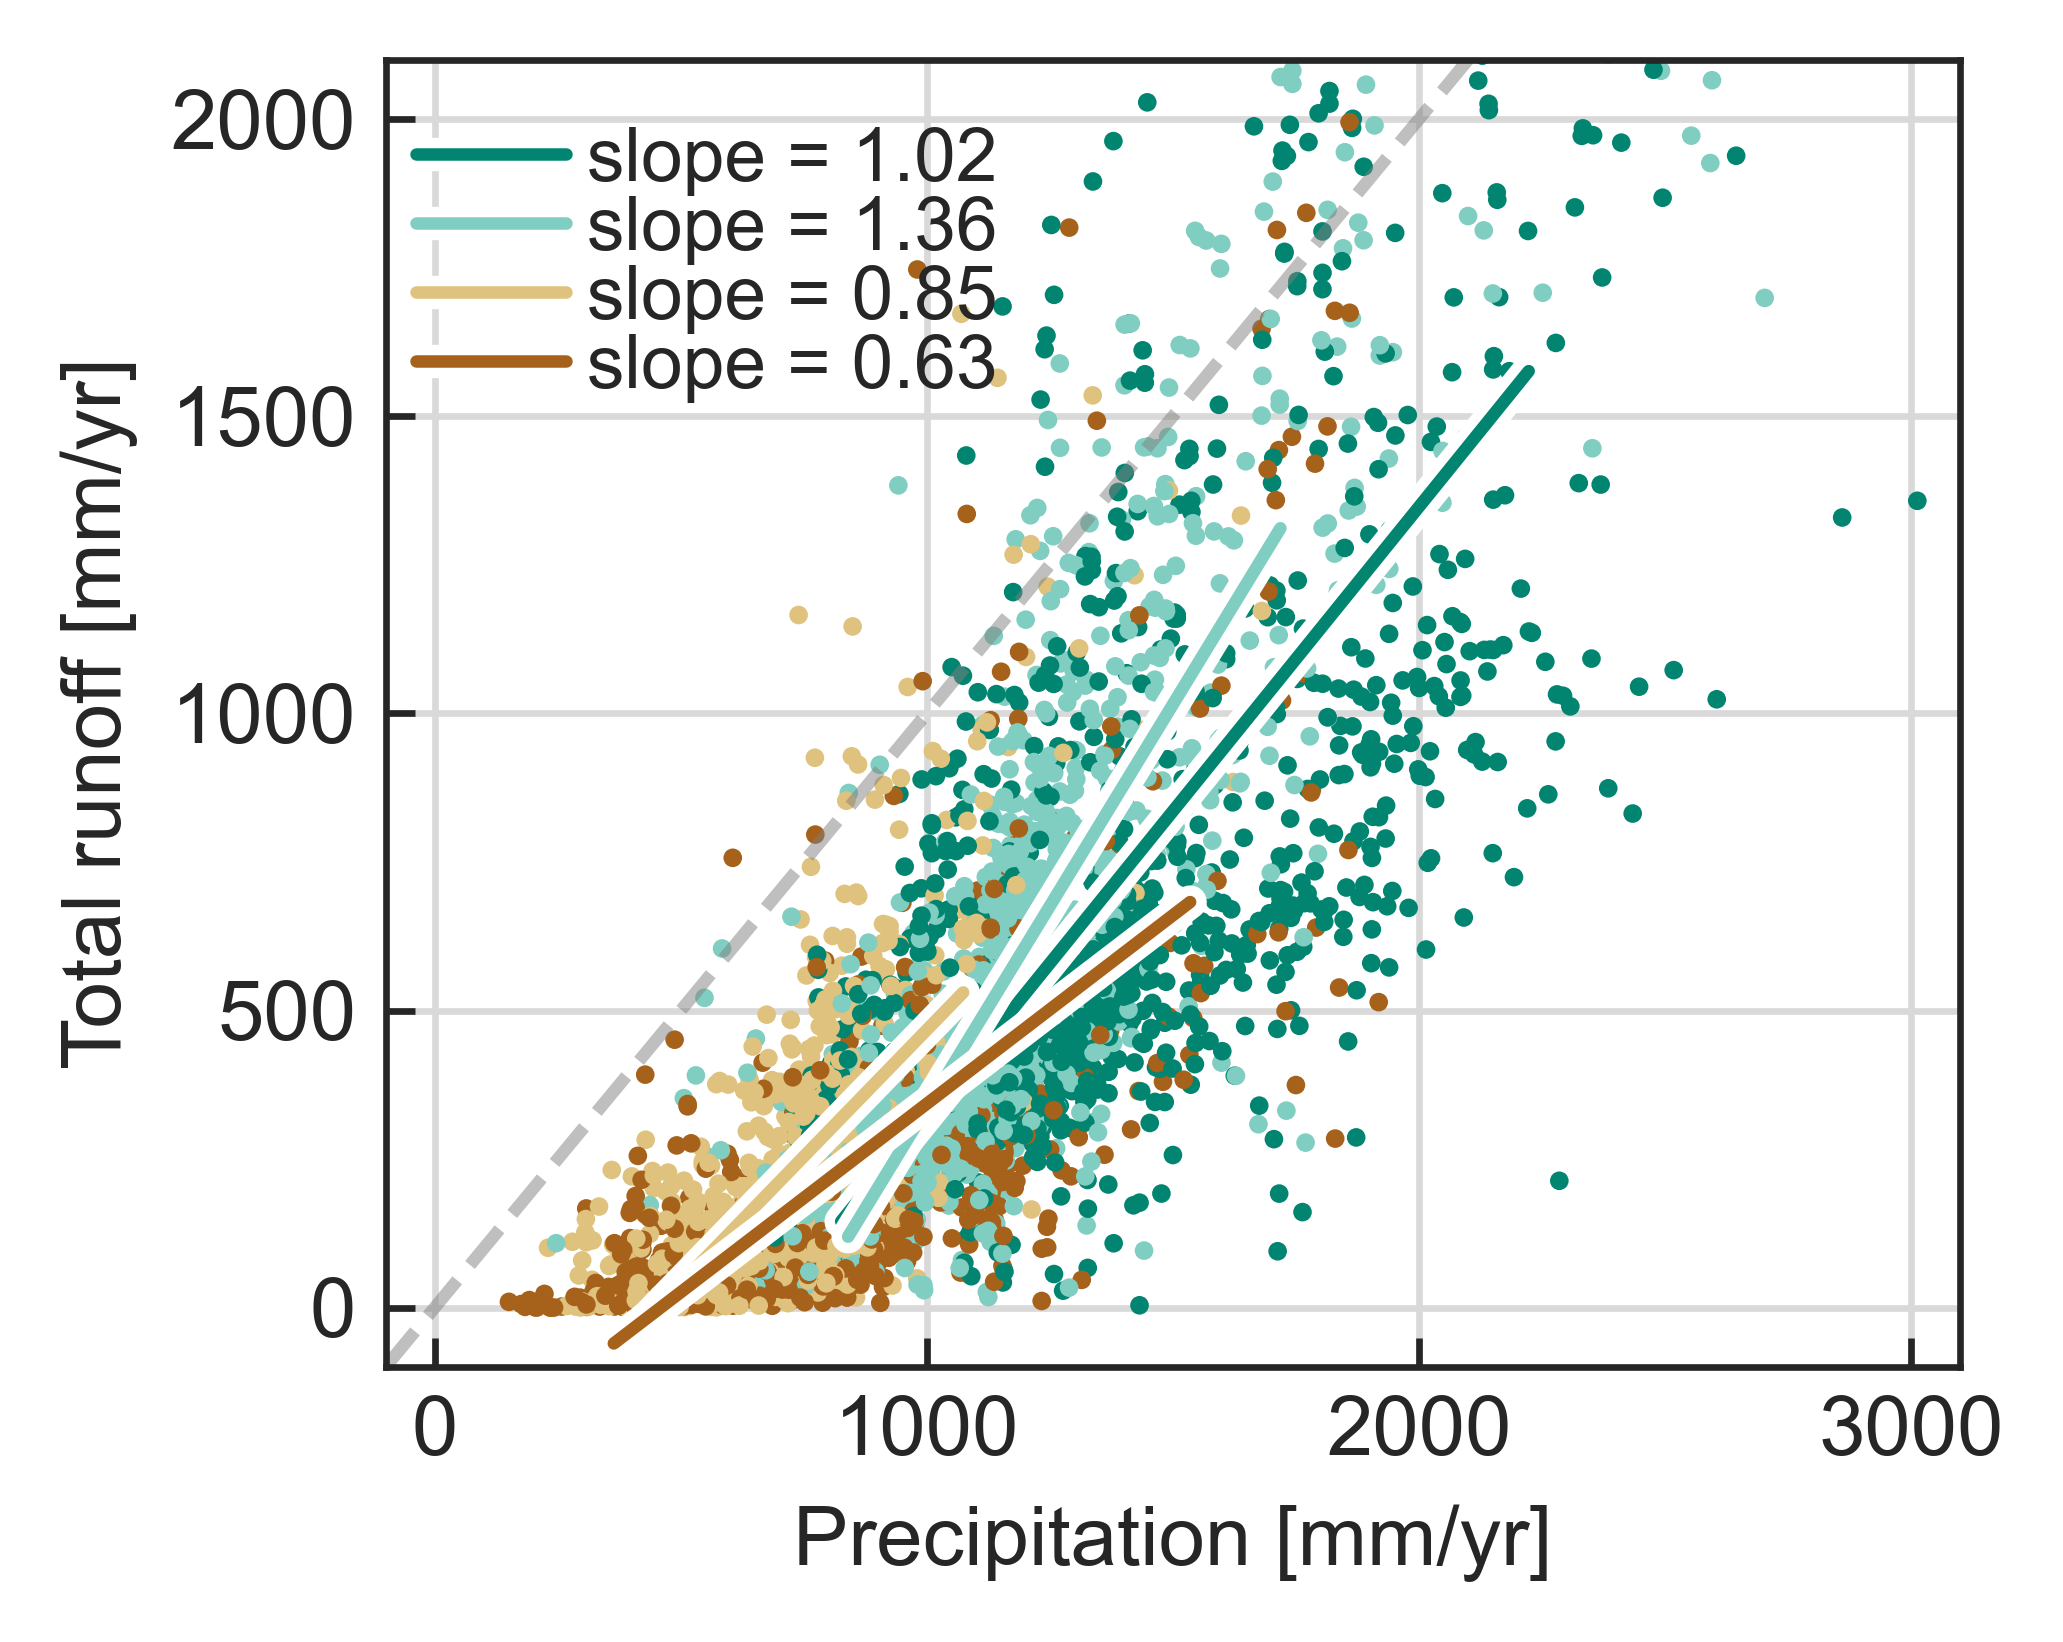 Total runoff [mm/yr]
2000
1500
1000
500
0
slope = 1.02
slope = 1.36
slope = 0.85
slope = 0.63
0 1000 2000 3000
Precipitation [mm/yr]